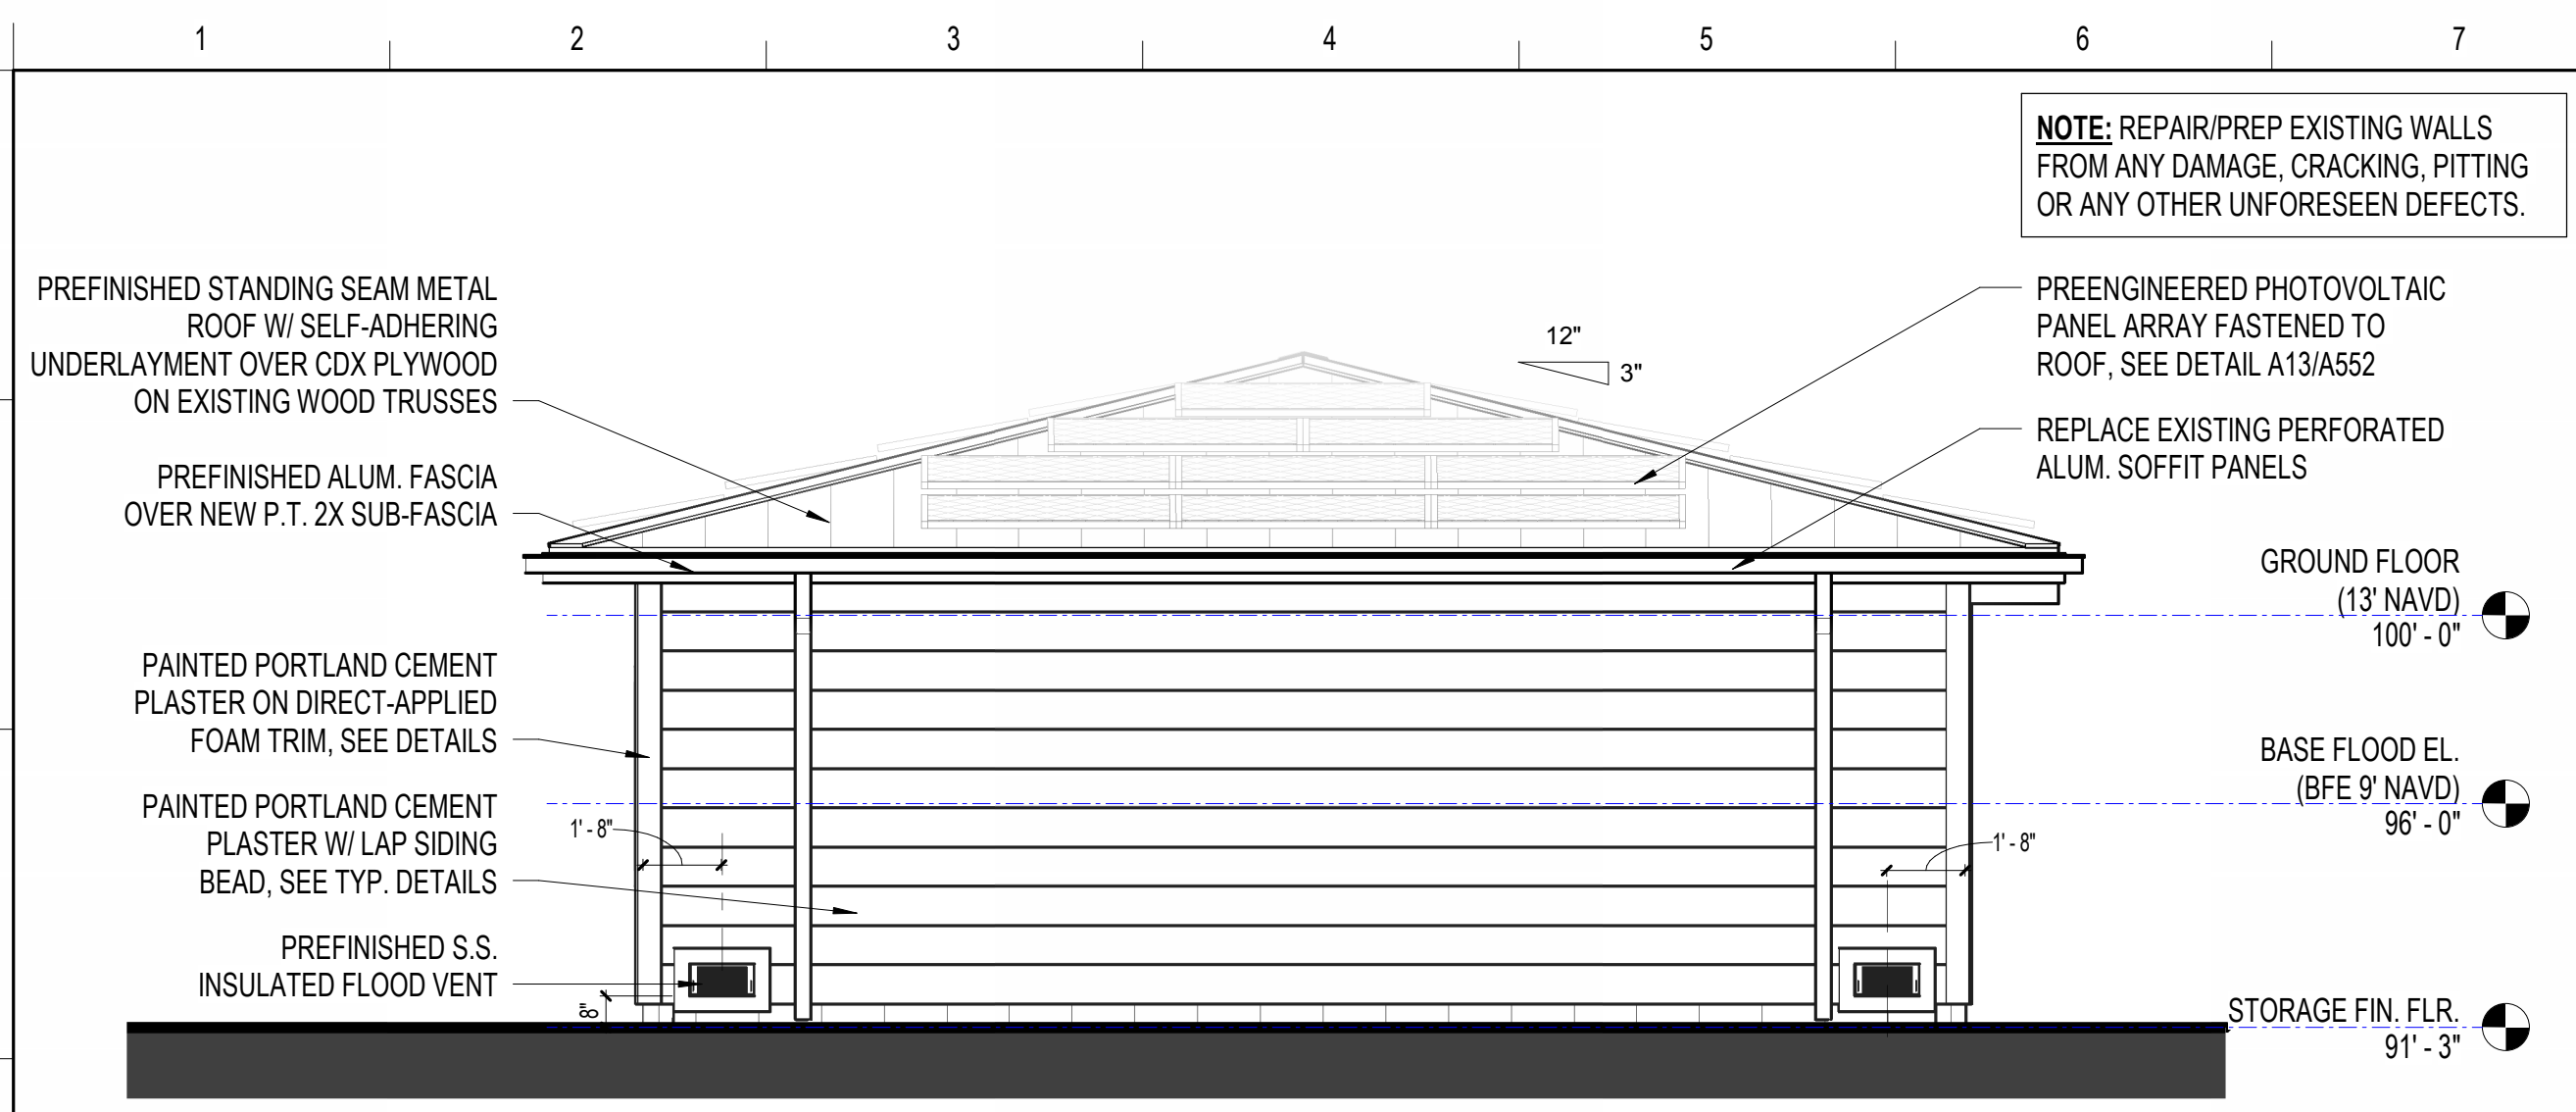 1 2 3 4 5 6 7
NOTE: REPAIR/PREP EXISTING WALLS
FROM ANY DAMAGE, CRACKING, PITTING
OR ANY OTHER UNFORESEEN DEFECTS.
PREFINISHED STANDING SEAM METAL
ROOF W/ SELF-ADHERING
UNDERLAYMENT OVER CDX PLYWOOD
ON EXISTING WOOD TRUSSES
PREFINISHED ALUM. FASCIA
OVER NEW P.T. 2X SUB-FASCIA
PAINTED PORTLAND CEMENT
PLASTER ON DIRECT-APPLIED
FOAM TRIM, SEE DETAILS
PAINTED PORTLAND CEMENT
PLASTER W/ LAP SIDING
BEAD, SEE TYP. DETAILS
PREFINISHED S.S.
INSULATED FLOOD VENT
1' - 8"
8"
12"
3"
1' - 8"
PREENGINEERED PHOTOVOLTAIC
PANEL ARRAY FASTENED TO
ROOF, SEE DETAIL A13/A552
REPLACE EXISTING PERFORATED
ALUM. SOFFIT PANELS
GROUND FLOOR
(13' NAVD)
100' - 0"
BASE FLOOD EL.
(BFE 9' NAVD)
96' - 0"
STORAGE FIN. FLR.
91' - 3"